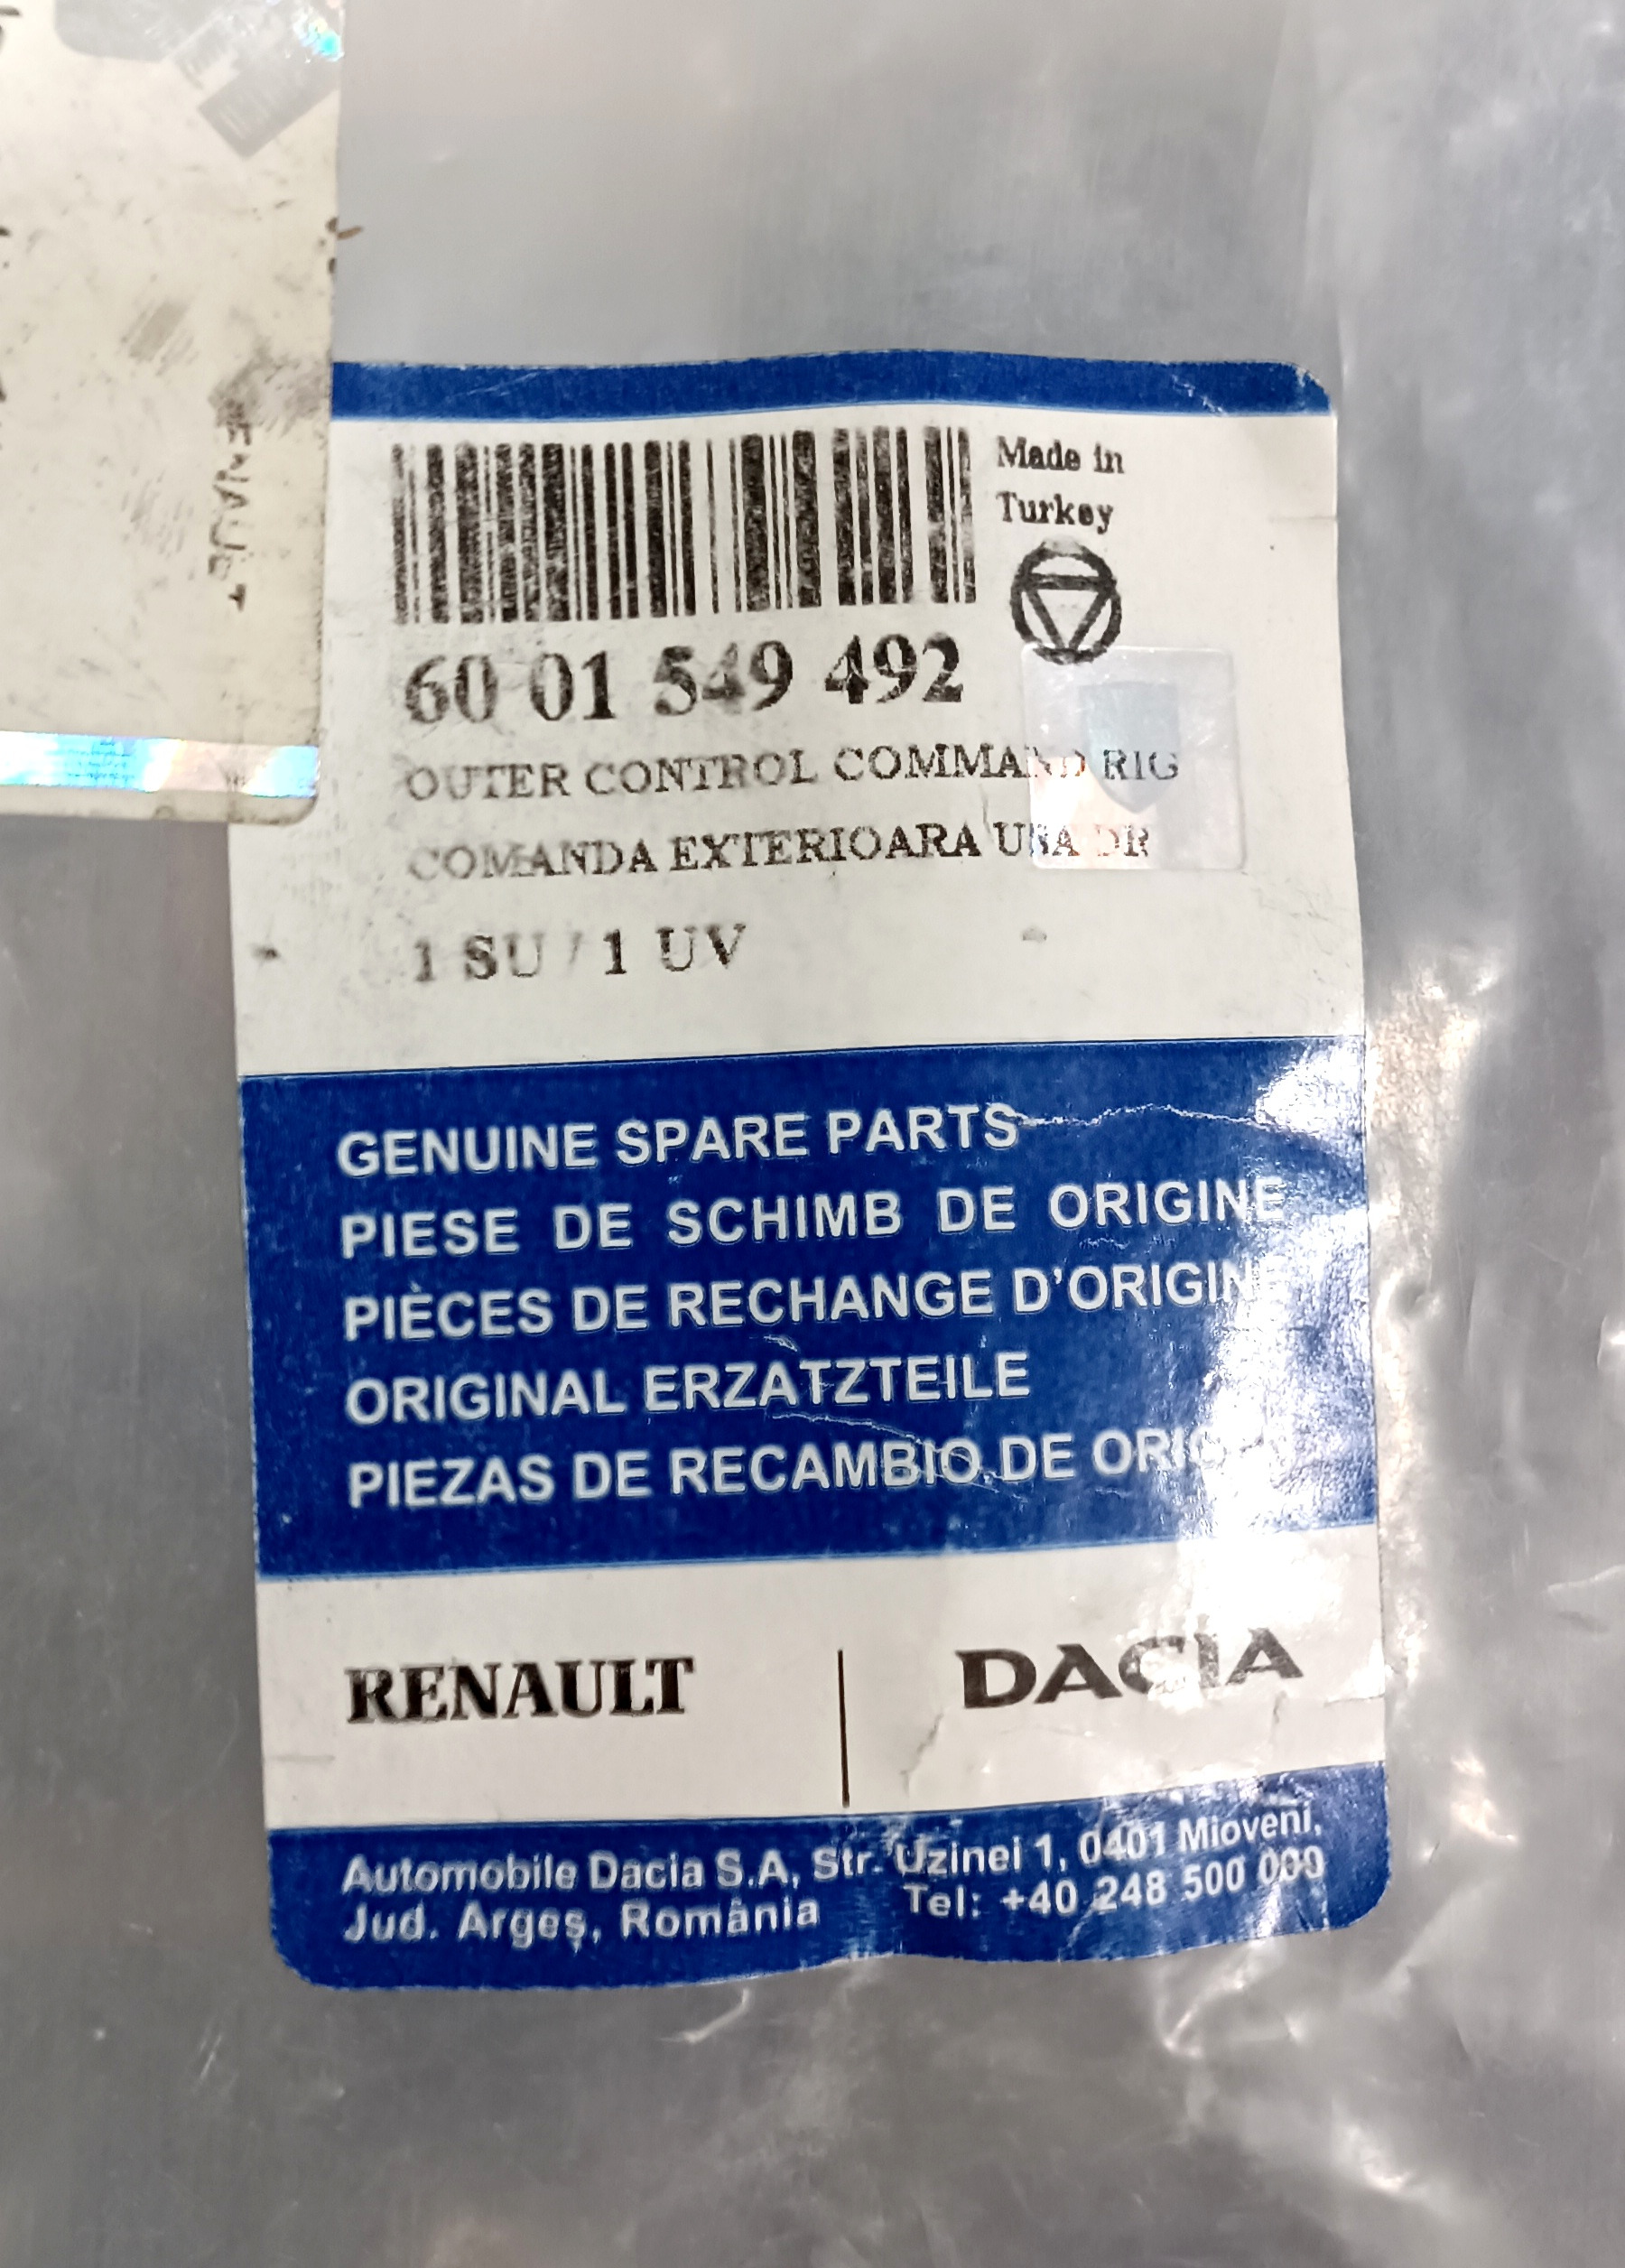 RENAULT
Made in
Turkey
60 01 549 492
OUTER CONTROL COMMAND RIG
COMANDA EXTERIOARA USA DR
1 SU / 1 UV
GENUINE SPARE PARTS
PIESE DE SCHIMB DE ORIGINE
PIÈCES DE RECHANGE D'ORIGINE
ORIGINAL ERZATZTEILE
PIEZAS DE RECAMBIO DE
RENAULT
DACIA
Automobile Dacia S.A, Str. Uzinei 1, 0401 Mioveni,
Jud. Argeș, România Tel: +40 248 500 000